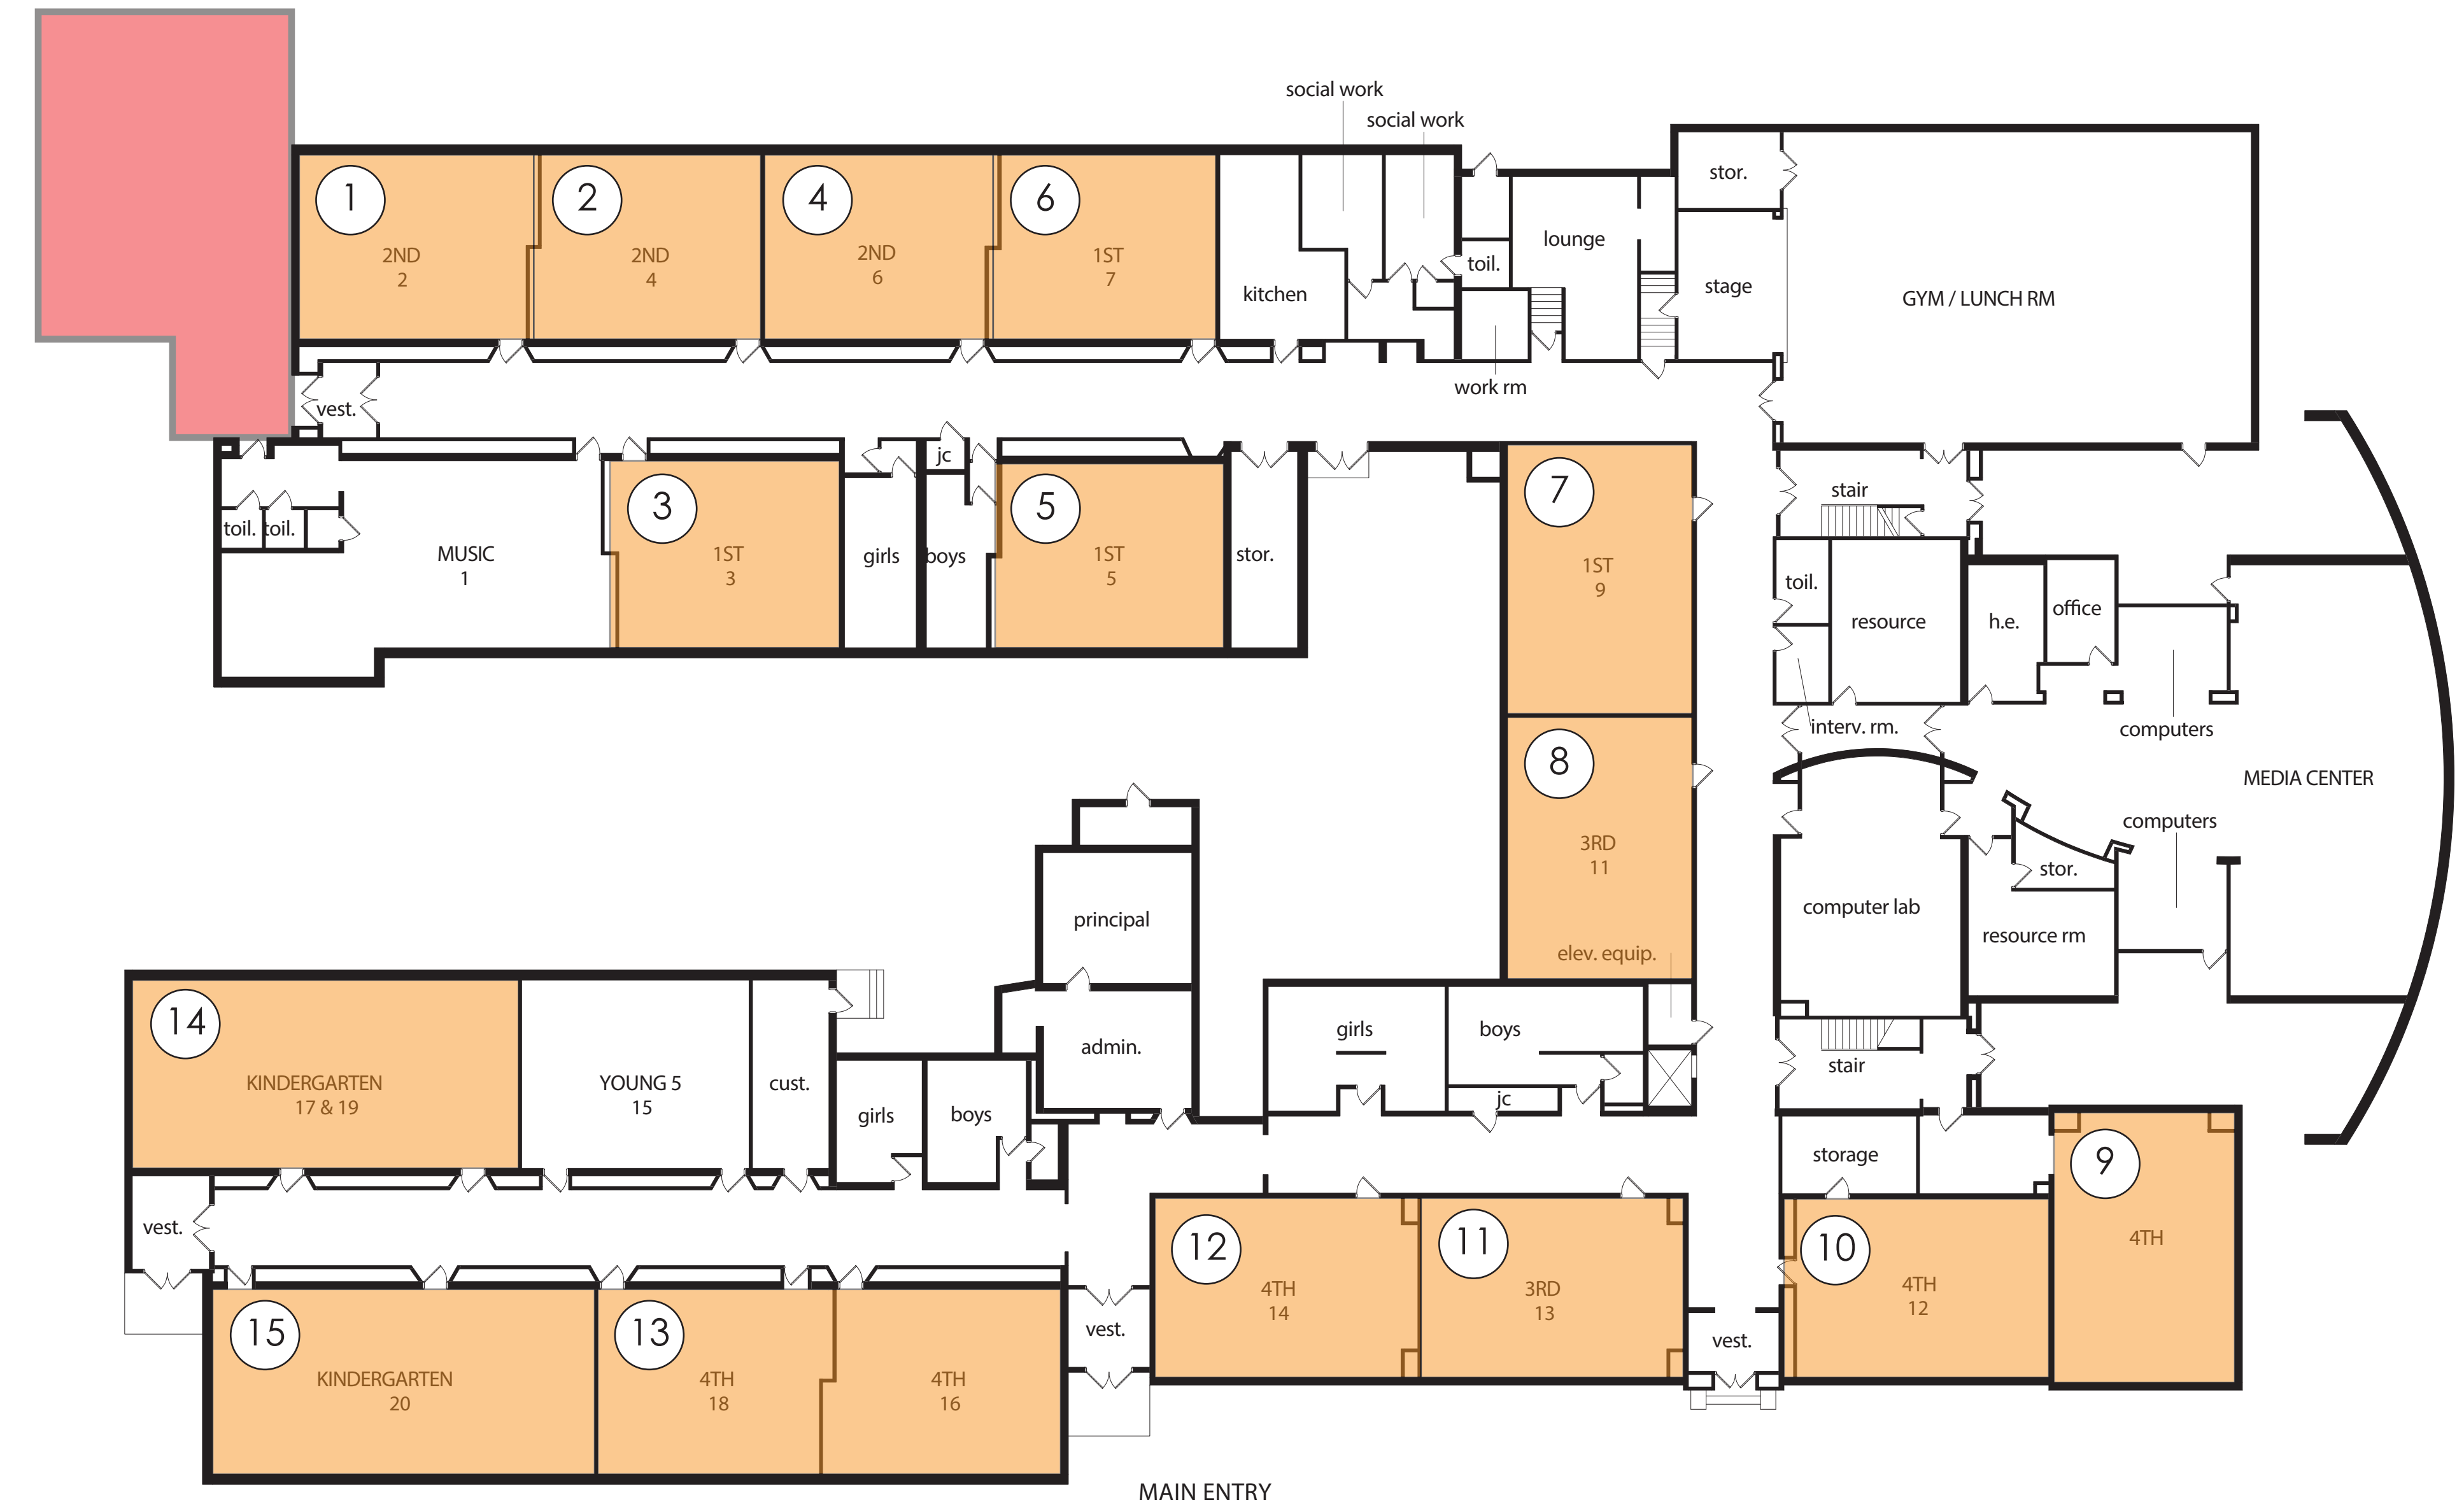 social work
social work
1
2ND
2
2
2ND
4
4
2ND
6
6
1ST
7
kitchen
toil.
lounge
work rm
stor.
stage
GYM / LUNCH RM
vest.
toil.
toil.
MUSIC
1
3
1ST
3
girls
jc
boys
5
1ST
5
stor.
7
1ST
9
stair
toil.
resource
h.e.
office
interv. rm.
computers
8
3RD
11
elev. equip.
MEDIA CENTER
computers
stor.
computer lab
resource rm
principal
admin.
14
KINDERGARTEN
17 & 19
YOUNG 5
15
cust.
girls
boys
girls
boys
jc
stair
storage
9
4TH
vest.
15
KINDERGARTEN
20
13
4TH
18
4TH
16
vest.
12
4TH
14
11
3RD
13
vest.
10
4TH
12
MAIN ENTRY